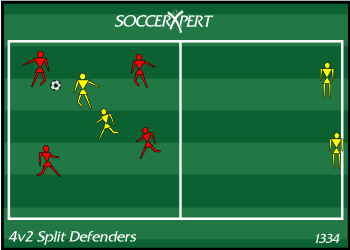 SOCCERXPERT
4v2 Split Defenders
1334